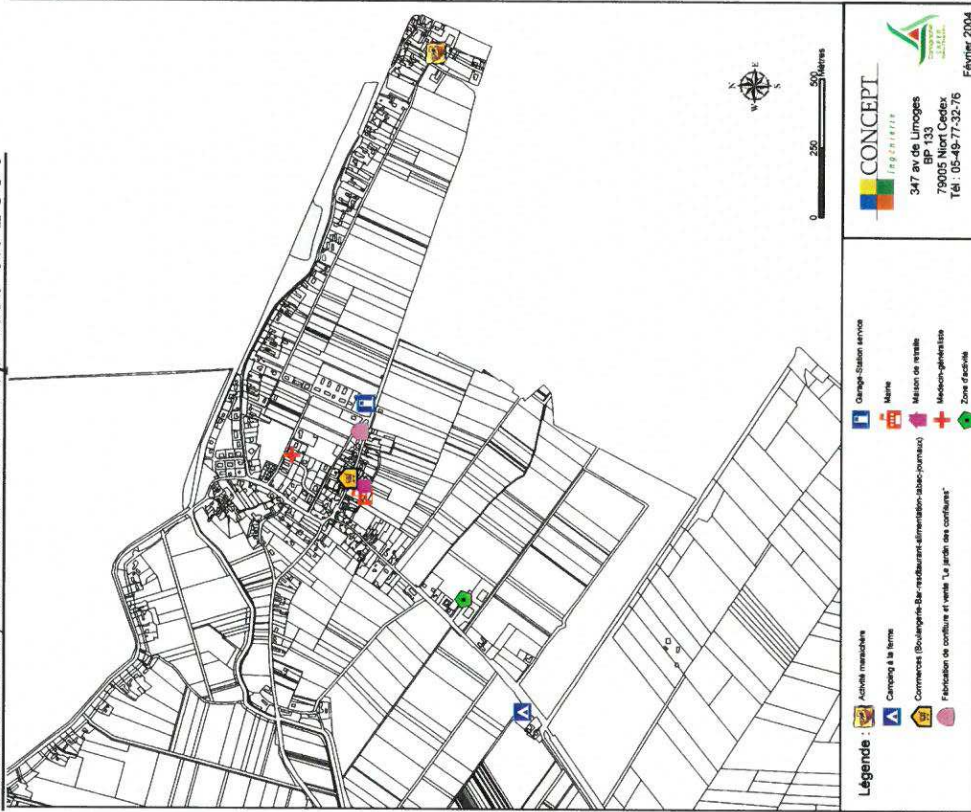 N
E
S
W
0
250
500
Mètres
Légende :
Activité maraîchère
Camping à la ferme
Commerces (Boulangerie-Bar-restaurant-alimentation-tabac-journaux)
Fabrication de confiture et vente "Le jardin des confitures"
Garage-Station service
Mairie
Maison de retraite
Médecin-généraliste
Zone d'activité
CONCEPT
Ingénierie
347 av de Limoges
BP 133
79005 Niort Cedex
Tél : 05-49-77-32-76
Février 2004